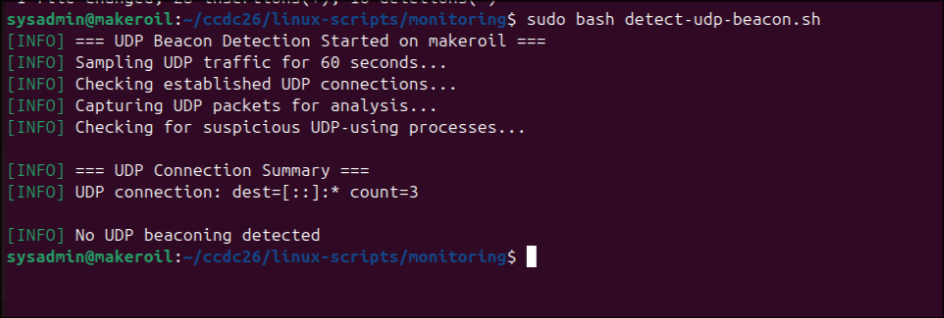 sysadmin@makeroil:~/ccdc26/linux-scripts/monitoring$ sudo bash detect-udp-beacon.sh
[INFO] === UDP Beacon Detection Started on makeroil ===
[INFO] Sampling UDP traffic for 60 seconds...
[INFO] Checking established UDP connections...
[INFO] Capturing UDP packets for analysis...
[INFO] Checking for suspicious UDP-using processes...
[INFO] === UDP Connection Summary ===
[INFO] UDP connection: dest=[::]:* count=3
[INFO] No UDP beaconing detected
sysadmin@makeroil:~/ccdc26/linux-scripts/monitoring$